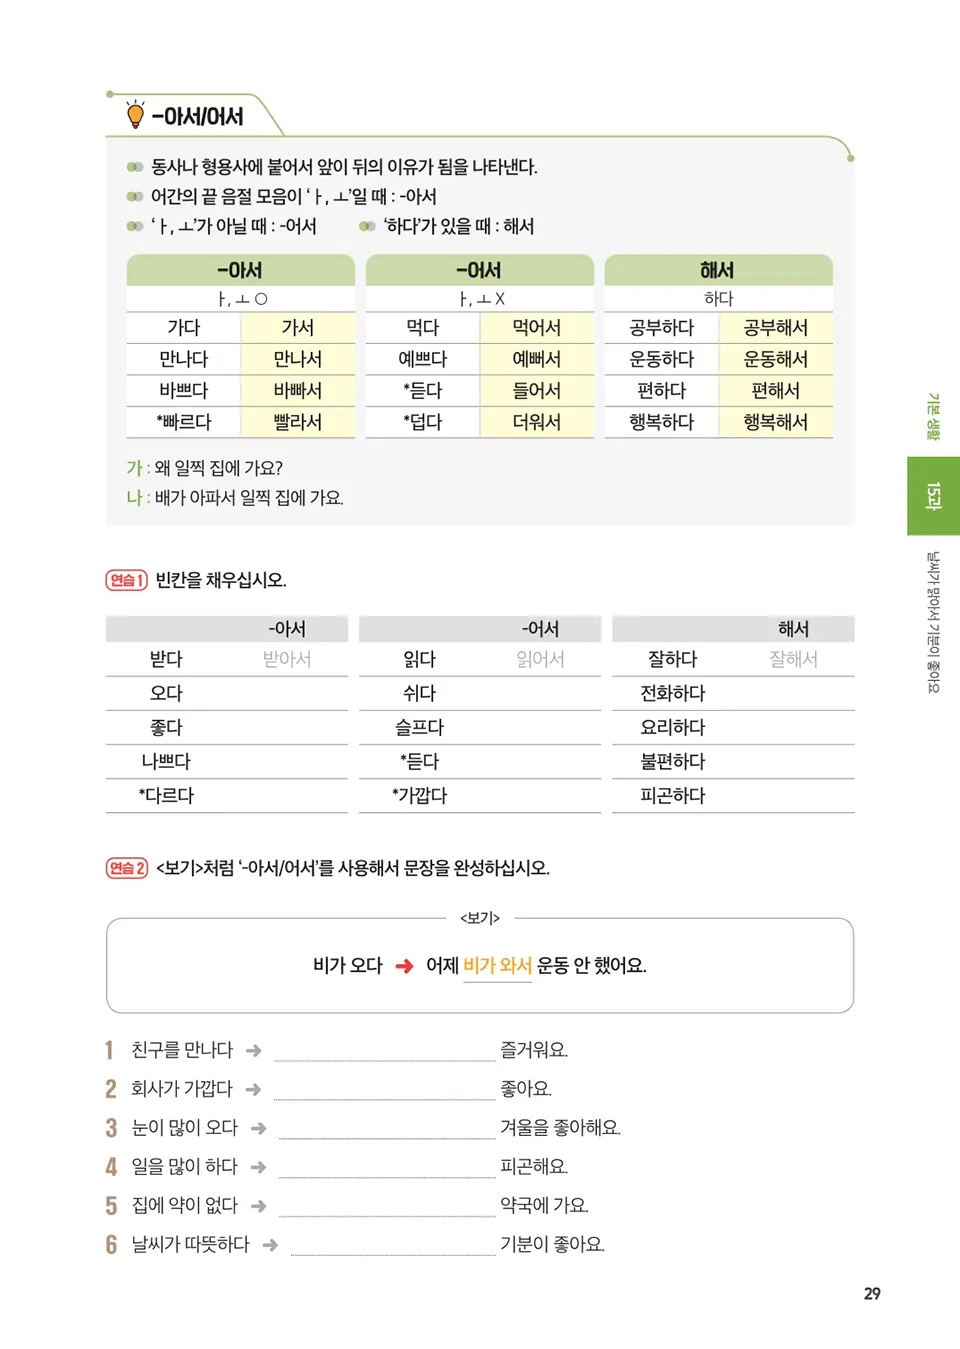 -아서/어서
동사나 형용사에 붙어서 앞이 뒤의 이유가 됨을 나타낸다.
어간의 끝 음절 모음이 ‘ㅏ, ㅗ’일 때 : -아서
‘ㅏ, ㅗ’가 아닐 때 : -어서 ‘하다’가 있을 때 : 해서
-아서 -어서 해서
ㅏ, ㅗ O ㅏ, ㅗ X 하다
가다 가서 먹다 먹어서 공부하다 공부해서
만나다 만나서 예쁘다 예뻐서 운동하다 운동해서
바쁘다 바빠서 *듣다 들어서 편하다 편해서
*빠르다 빨라서 *덥다 더워서 행복하다 행복해서
가 : 왜 일찍 집에 가요?
나 : 배가 아파서 일찍 집에 가요.
연습 1 빈칸을 채우십시오.
-아서 -어서 해서
받다 받아서 읽다 읽어서 잘하다 잘해서
오다 쉬다 전화하다
좋다 슬프다 요리하다
나쁘다 *듣다 불편하다
*다르다 *가깝다 피곤하다
연습 2 <보기>처럼 ‘-아서/어서’를 사용해서 문장을 완성하십시오.
<보기>
비가 오다 ➜ 어제 비가 와서 운동 안 했어요.
1 친구를 만나다 ➜ 즐거워요.
2 회사가 가깝다 ➜ 좋아요.
3 눈이 많이 오다 ➜ 겨울을 좋아해요.
4 일을 많이 하다 ➜ 피곤해요.
5 집에 약이 없다 ➜ 약국에 가요.
6 날씨가 따뜻하다 ➜ 기분이 좋아요.
기본 생활
15과
날씨가 맑아서 기분이 좋아요
29